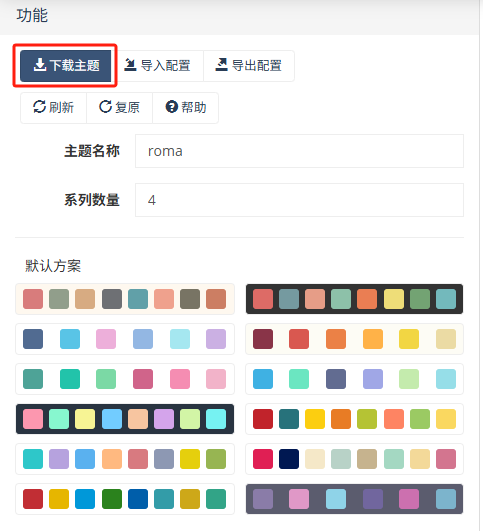 功能
下载主题 导入配置 导出配置
刷新 复原 帮助
主题名称 roma
系列数量 4
默认方案